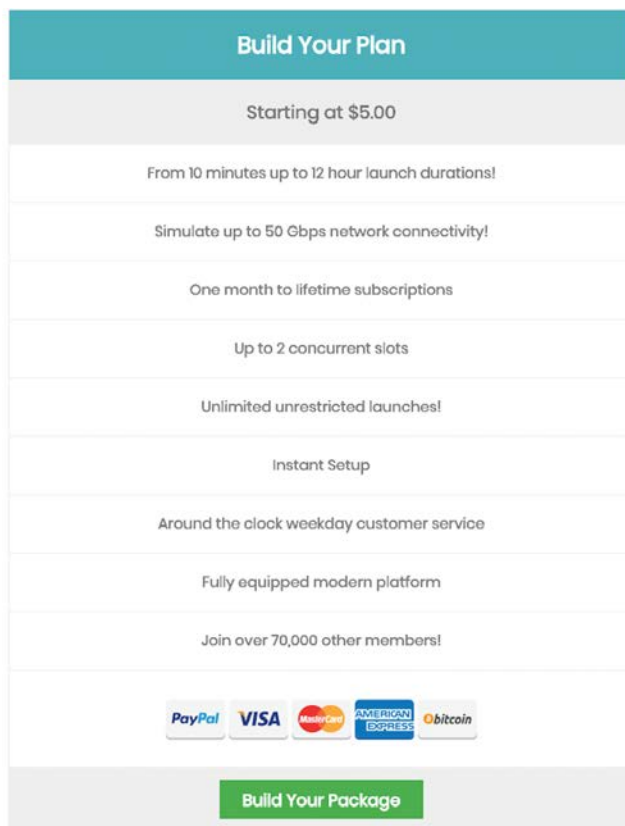 Build Your Plan
Starting at $5.00
From 10 minutes up to 12 hour launch durations!
Simulate up to 50 Gbps network connectivity!
One month to lifetime subscriptions
Up to 2 concurrent slots
Unlimited unrestricted launches!
Instant Setup
Around the clock weekday customer service
Fully equipped modern platform
Join over 70,000 other members!
PayPal VISA MasterCard AMERICAN EXPRESS bitcoin
Build Your Package